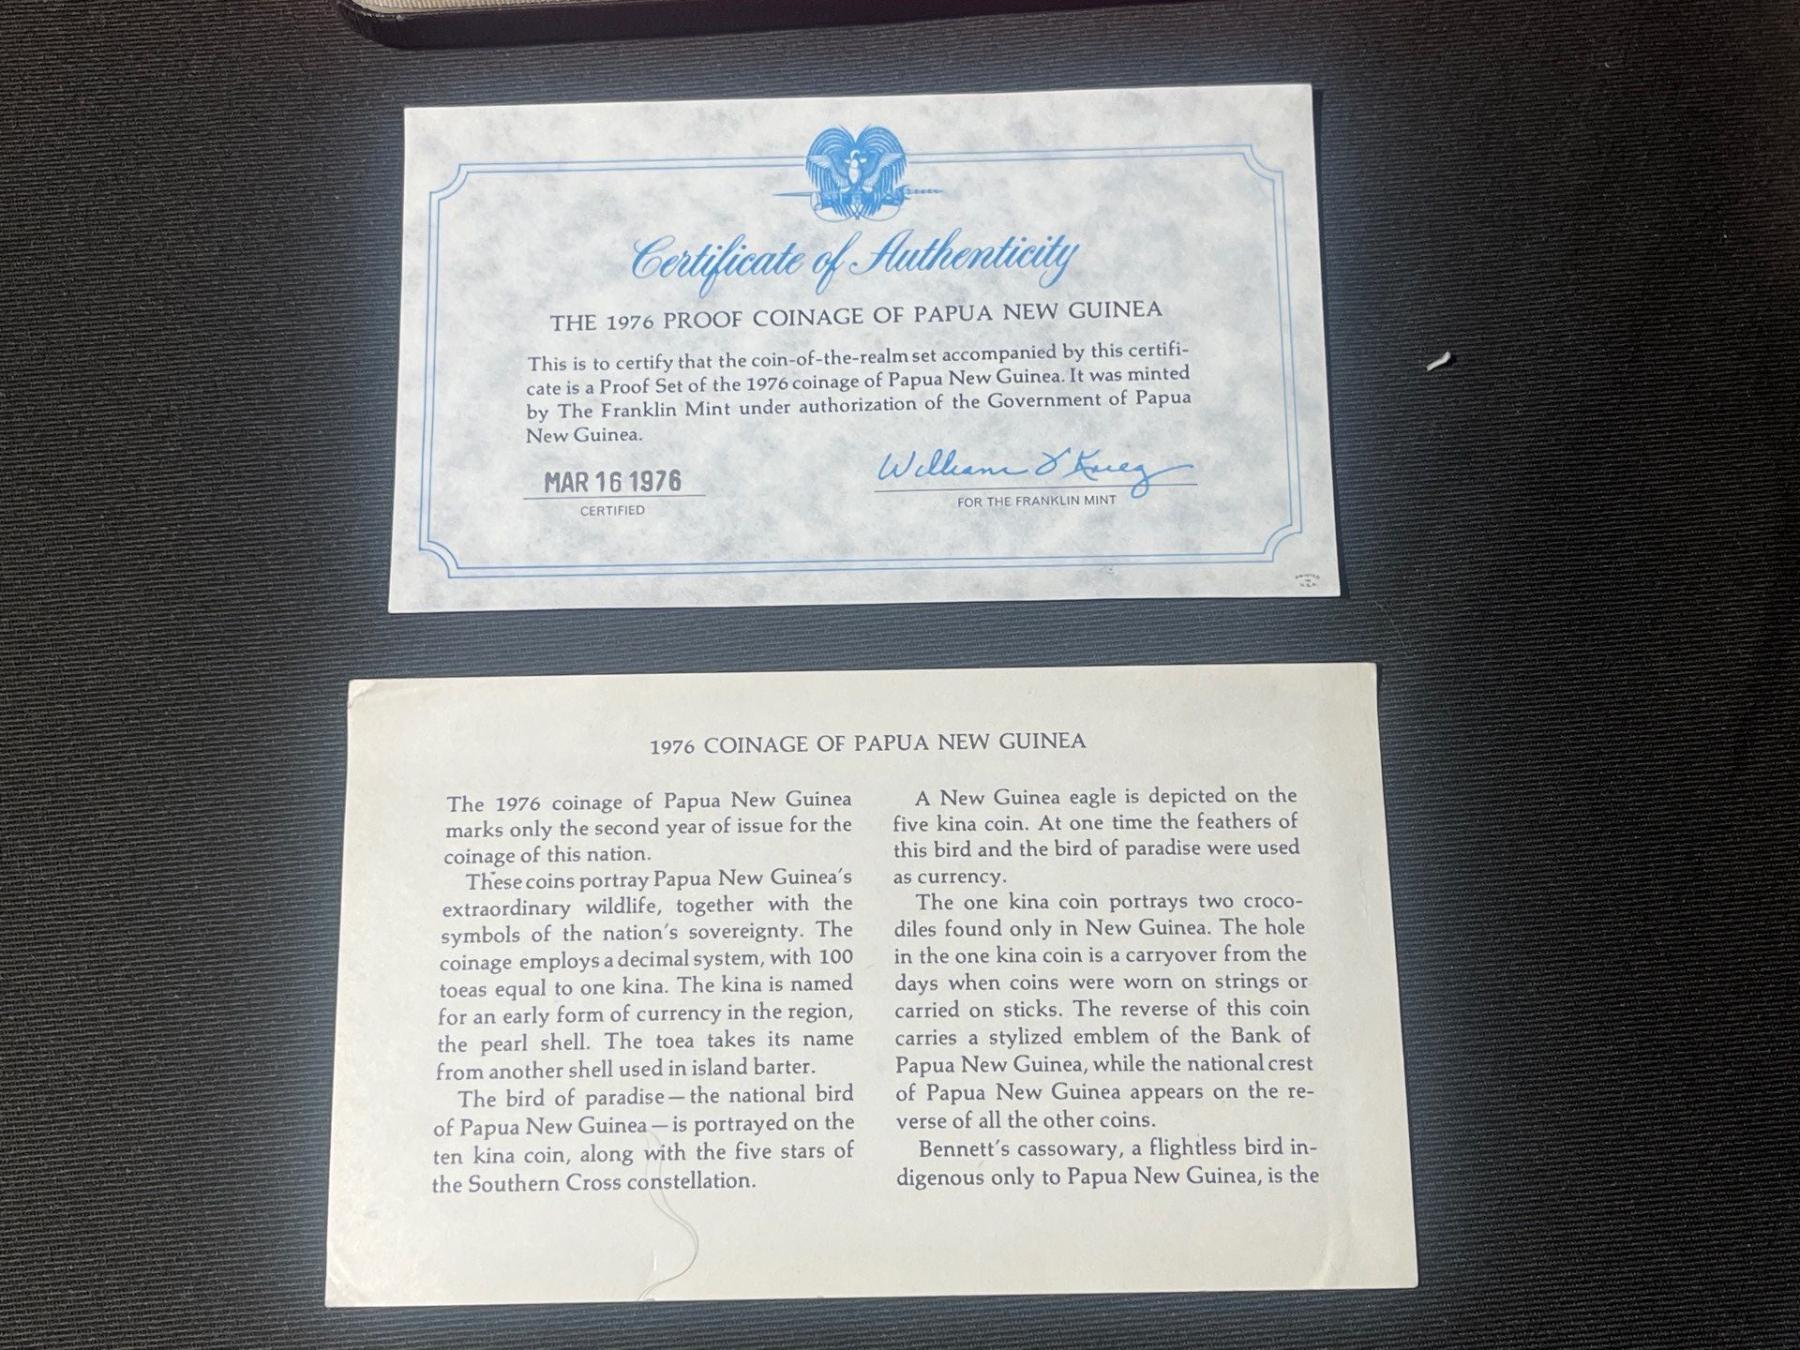 Certificate of Authenticity
THE 1976 PROOF COINAGE OF PAPUA NEW GUINEA
This is to certify that the coin-of-the-realm set accompanied by this certifi-
cate is a Proof Set of the 1976 coinage of Papua New Guinea. It was minted
by The Franklin Mint under authorization of the Government of Papua
New Guinea.
MAR 16 1976
CERTIFIED
FOR THE FRANKLIN MINT
PRINTED
IN
U.S.A.
1976 COINAGE OF PAPUA NEW GUINEA
The 1976 coinage of Papua New Guinea
marks only the second year of issue for the
coinage of this nation.
These coins portray Papua New Guinea's
extraordinary wildlife, together with the
symbols of the nation's sovereignty. The
coinage employs a decimal system, with 100
toeas equal to one kina. The kina is named
for an early form of currency in the region,
the pearl shell. The toea takes its name
from another shell used in island barter.
The bird of paradise—the national bird
of Papua New Guinea—is portrayed on the
ten kina coin, along with the five stars of
the Southern Cross constellation.
A New Guinea eagle is depicted on the
five kina coin. At one time the feathers of
this bird and the bird of paradise were used
as currency.
The one kina coin portrays two croco-
diles found only in New Guinea. The hole
in the one kina coin is a carryover from the
days when coins were worn on strings or
carried on sticks. The reverse of this coin
carries a stylized emblem of the Bank of
Papua New Guinea, while the national crest
of Papua New Guinea appears on the re-
verse of all the other coins.
Bennett's cassowary, a flightless bird in-
digenous only to Papua New Guinea, is the